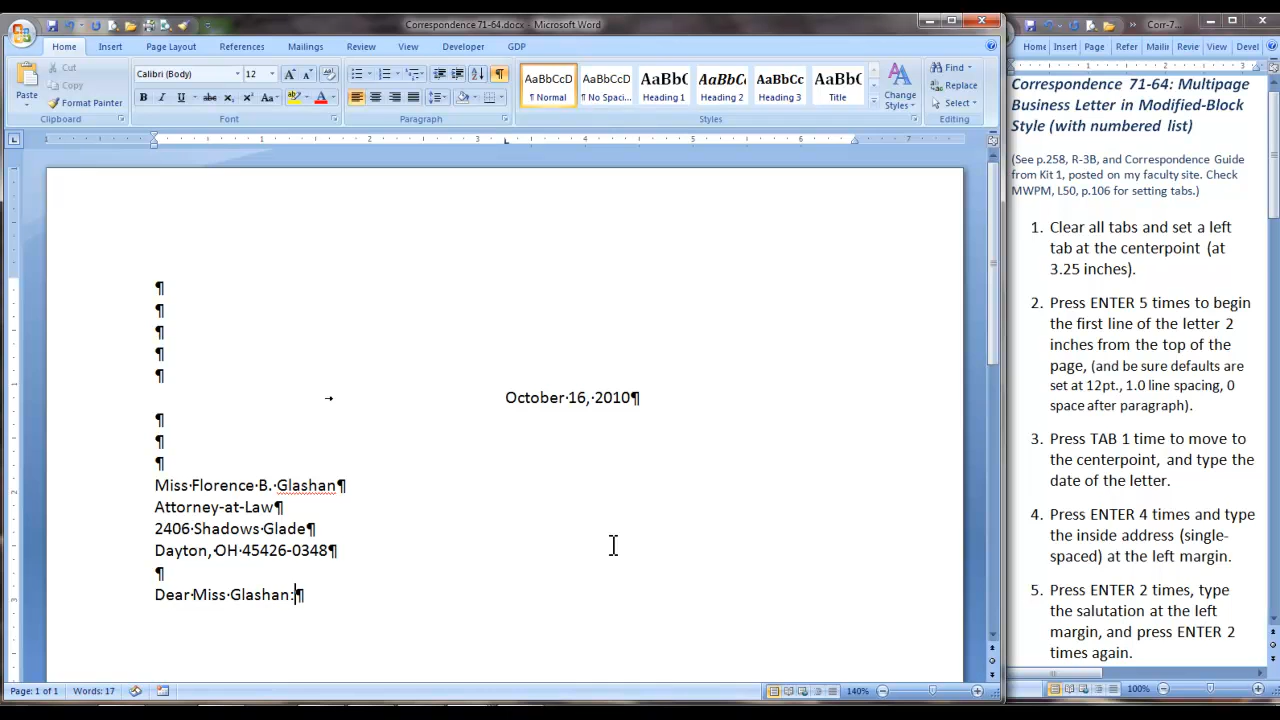 Correspondence 71-64.docx - Microsoft Word
Corr-7...
Home Insert Page Layout References Mailings Review View Developer GDP
Home Insert Page Refer Mailin Revie View Devel
Paste
Cut
Copy
Format Painter
Clipboard
Calibri (Body) 12
Font
Paragraph
AaBbCcD AaBbCcD AaBbC AaBbCc AaBbCc AaBbC
¶ Normal ¶ No Spaci... Heading 1 Heading 2 Heading 3 Title
Change Styles
Styles
Find
Replace
Select
Editing
¶
¶
¶
¶
¶
→ October·16,·2010¶
¶
¶
¶
Miss·Florence·B.·Glashan¶
Attorney-at-Law¶
2406·Shadows·Glade¶
Dayton,·OH·45426-0348¶
¶
Dear·Miss·Glashan:¶
Page: 1 of 1 Words: 17 140%
Correspondence 71-64: Multipage
Business Letter in Modified-Block
Style (with numbered list)
(See p.258, R-3B, and Correspondence Guide
from Kit 1, posted on my faculty site. Check
MWPM, L50, p.106 for setting tabs.)
1. Clear all tabs and set a left
tab at the centerpoint (at
3.25 inches).
2. Press ENTER 5 times to begin
the first line of the letter 2
inches from the top of the
page, (and be sure defaults are
set at 12pt., 1.0 line spacing, 0
space after paragraph).
3. Press TAB 1 time to move to
the centerpoint, and type the
date of the letter.
4. Press ENTER 4 times and type
the inside address (single-
spaced) at the left margin.
5. Press ENTER 2 times, type
the salutation at the left
margin, and press ENTER 2
times again.
100%